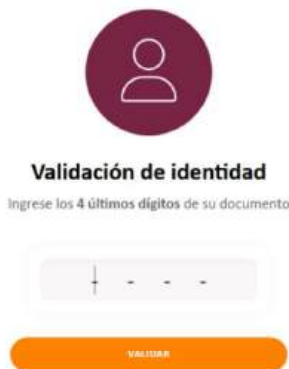 Validación de identidad
Ingrese los 4 últimos dígitos de su documento
- - - -
VALIDAR